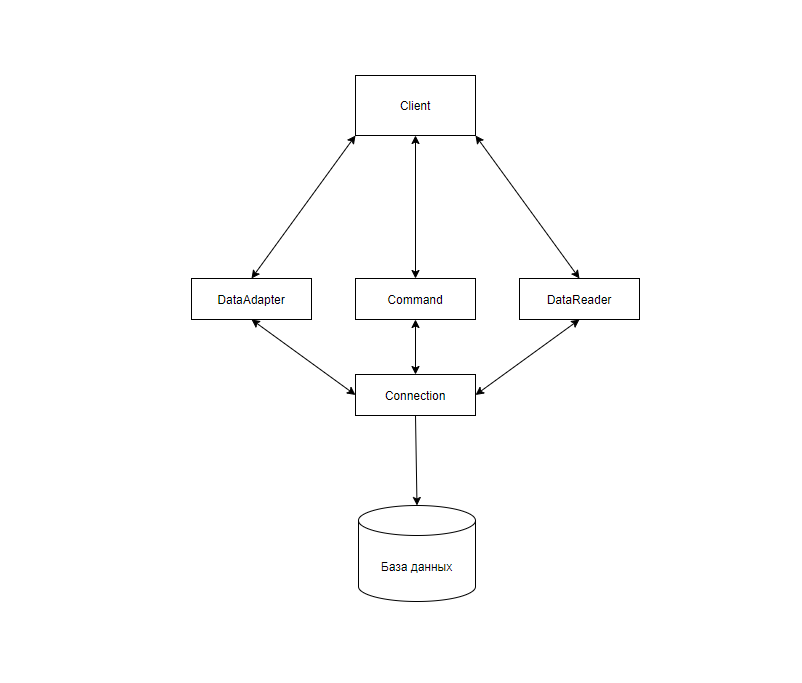 Client
DataAdapter
Command
DataReader
Connection
База данных